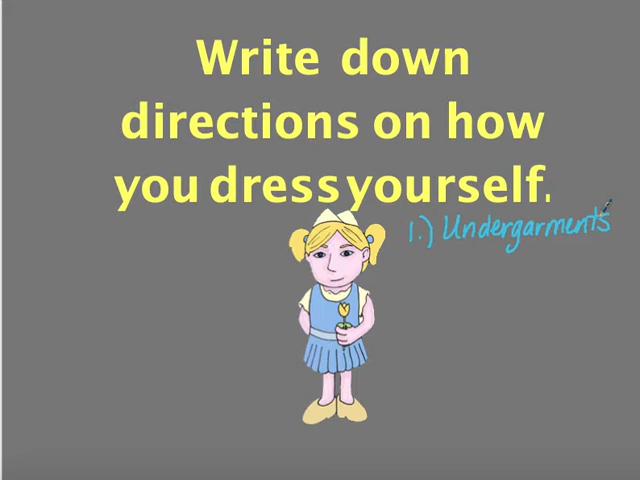 Write down
directions on how
you dress yourself.
1.) Undergarments